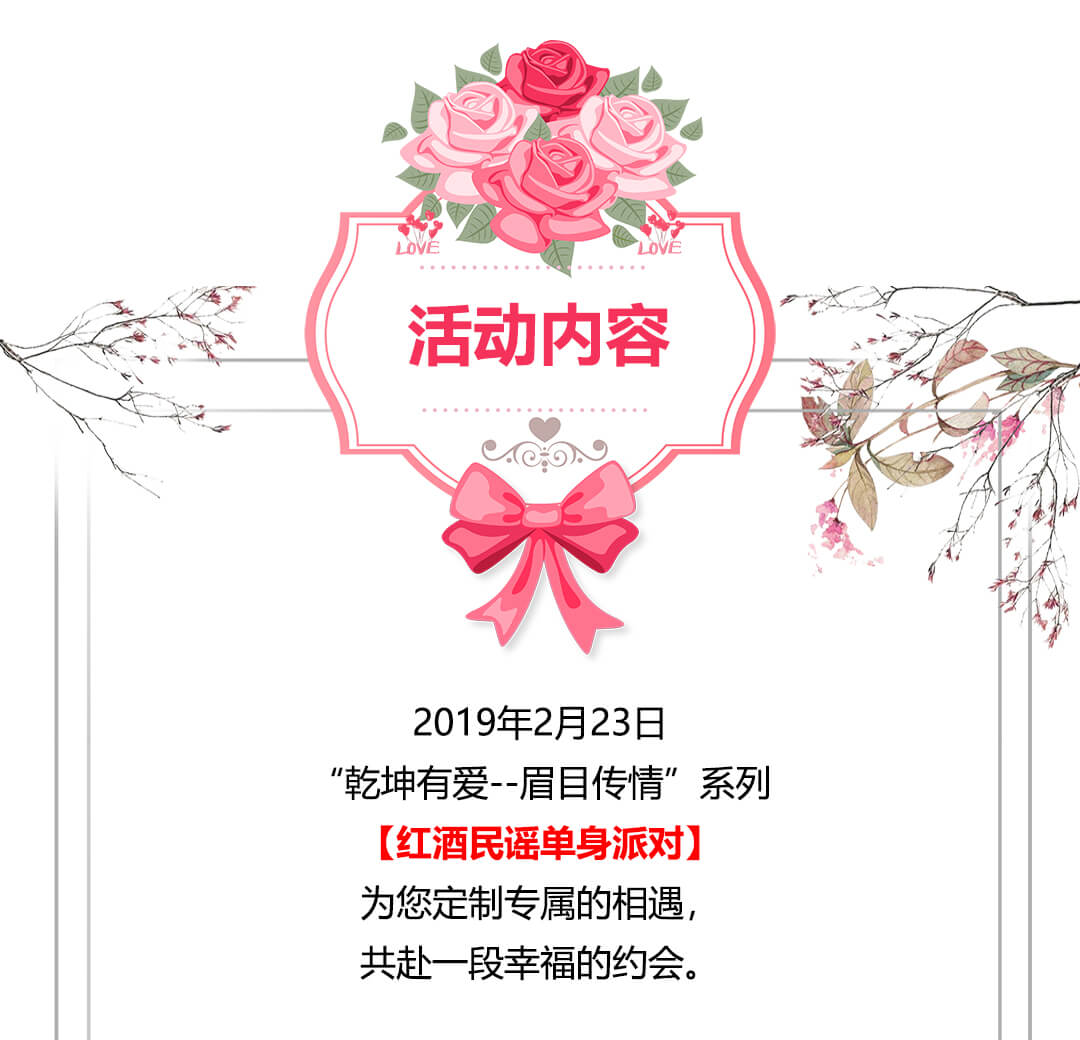 LOVE LOVE
活动内容
2019年2月23日
“乾坤有爱--眉目传情”系列
【红酒民谣单身派对】
为您定制专属的相遇，
共赴一段幸福的约会。